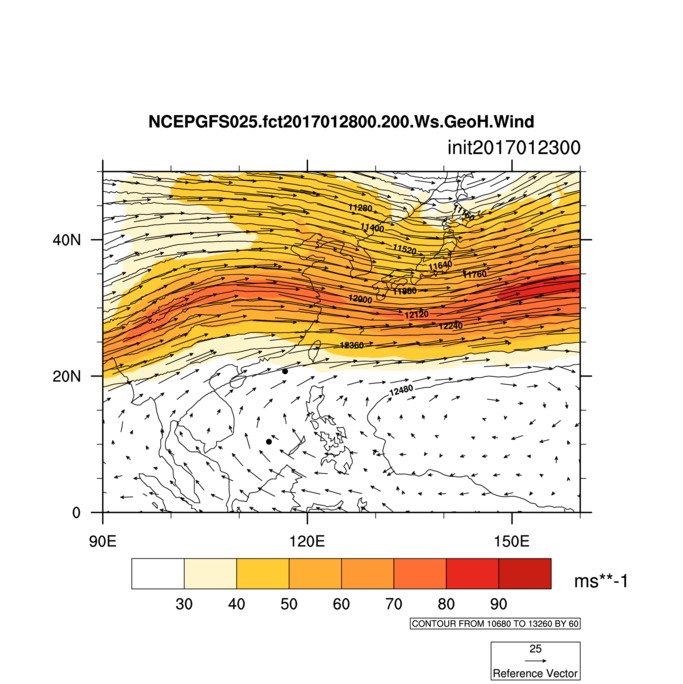 NCEPGFS025.fct2017012800.200.Ws.GeoH.Wind
init2017012300
11280
11400
11520
11640
11760
11880
12000
12120
12240
12360
12480
40N
20N
0
90E 120E 150E
30 40 50 60 70 80 90
ms**-1
CONTOUR FROM 10680 TO 13260 BY 60
25
Reference Vector